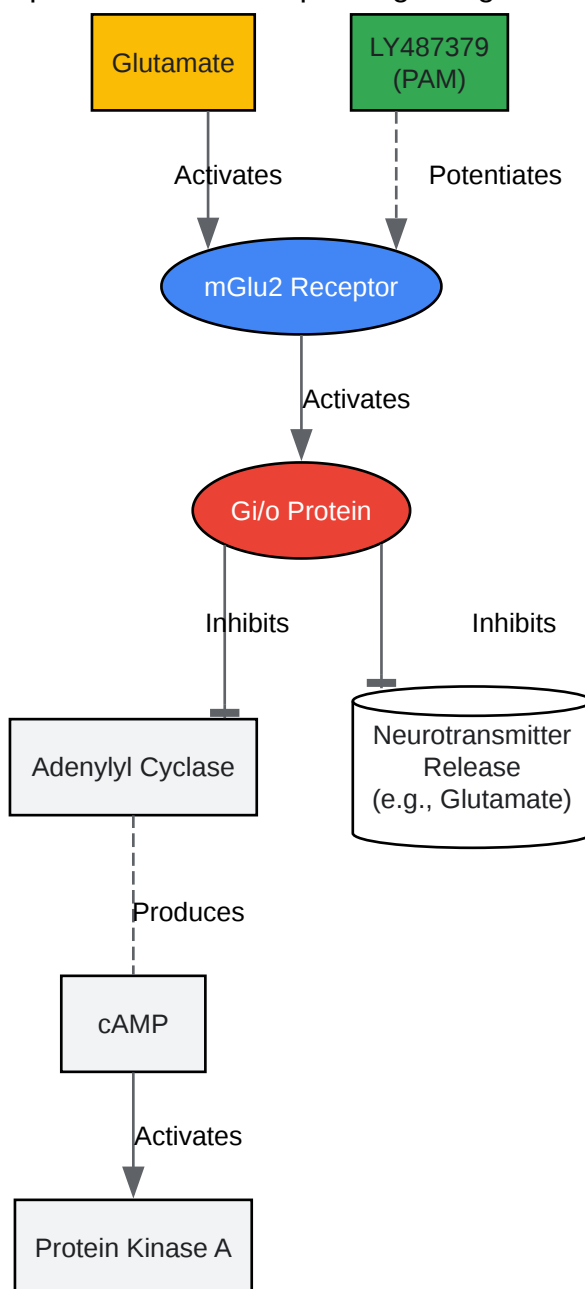 Glutamate
LY487379
(PAM)
Activates
Potentiates
mGlu2 Receptor
Activates
Gi/o Protein
Inhibits
Inhibits
Adenylyl Cyclase
Neurotransmitter
Release
(e.g., Glutamate)
Produces
cAMP
Activates
Protein Kinase A